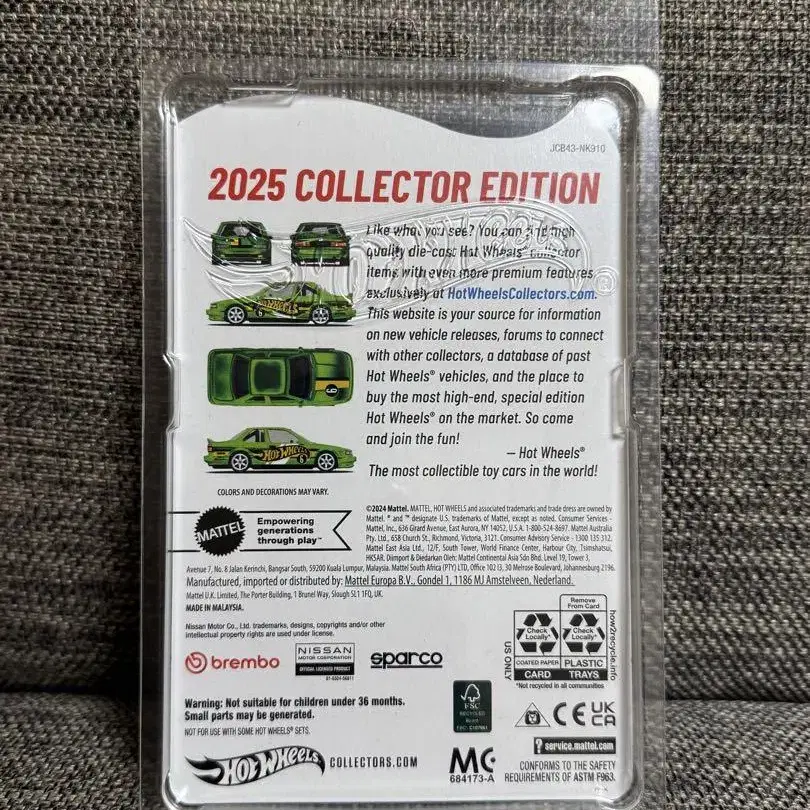 JCB43-NK910
2025 COLLECTOR EDITION
Like what you see? You can find high
quality die-cast Hot Wheels® collector
items with even more premium features,
exclusively at HotWheelsCollectors.com.
This website is your source for information
on new vehicle releases, forums to connect
with other collectors, a database of past
Hot Wheels® vehicles, and the place to
buy the most high-end, special edition
Hot Wheels® on the market. So come
and join the fun!
— Hot Wheels®
The most collectible toy cars in the world!
HOT WHEELS
6
HOT WHEELS
6
COLORS AND DECORATIONS MAY VARY.
MATTEL
Empowering
generations
through play™
©2024 Mattel. MATTEL, HOT WHEELS and associated trademarks and trade dress are owned by
Mattel. ® and ™ designate U.S. trademarks of Mattel, except as noted. Consumer Services -
Mattel, Inc., 636 Girard Avenue, East Aurora, NY 14052, U.S.A. 1-800-524-8697. Mattel Australia
Pty. Ltd., 658 Church St., Richmond, Victoria, 3121. Consumer Advisory Service - 1300 135 312.
Mattel East Asia Ltd., 12/F, South Tower, World Finance Center, Harbour City, Tsimshatsui,
HKSAR. Diimport & Diedarkan Oleh: Mattel Continental Asia Sdn Bhd. Level 19, Tower 3,
Avenue 7, No. 8 Jalan Kerinchi, Bangsar South, 59200 Kuala Lumpur, Malaysia. Mattel South Africa (PTY) LTD, Office 102 I3, 30 Melrose Boulevard, Johannesburg 2196.
Manufactured, imported or distributed by: Mattel Europa B.V., Gondel 1, 1186 MJ Amstelveen, Nederland.
Mattel U.K. Limited, The Porter Building, 1 Brunel Way, Slough SL1 1FQ, UK.
MADE IN MALAYSIA.
Nissan Motor Co., Ltd. trademarks, designs, copyrights and/or other
intellectual property rights are used under license.
brembo
NISSAN
MOTOR CORPORATION
OFFICIAL LICENSED PRODUCT
sparco
Remove
From Card
Check
Locally*
Check
Locally*
US ONLY
COATED PAPER
CARD
PLASTIC
TRAYS
*Not recycled in all communities
how2recycle.info
Warning: Not suitable for children under 36 months.
Small parts may be generated.
NOT FOR USE WITH SOME HOT WHEELS® SETS.
FSC
RECYCLED
CE
UK
CA
service.mattel.com
HOT WHEELS COLLECTORS.COM
MC
684173-A
CONFORMS TO THE SAFETY
REQUIREMENTS OF ASTM F963.